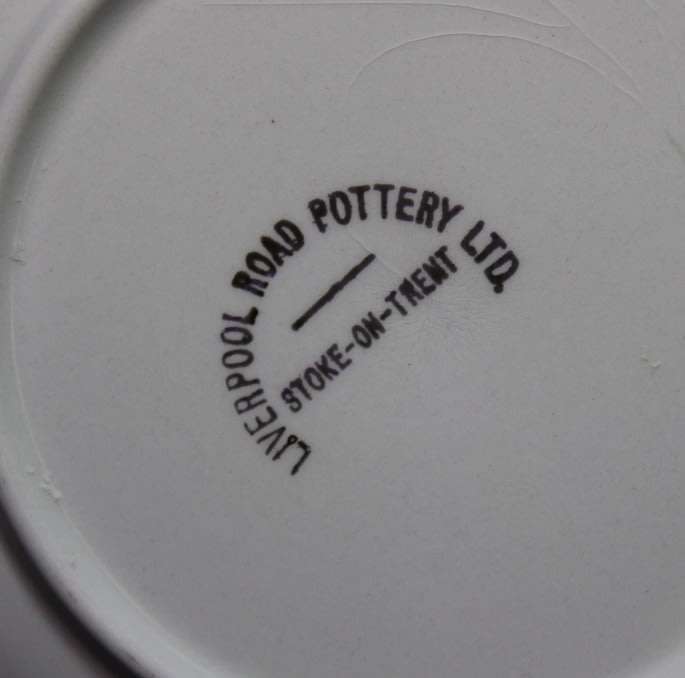 LIVERPOOL ROAD POTTERY LTD.
STOKE-ON-TRENT